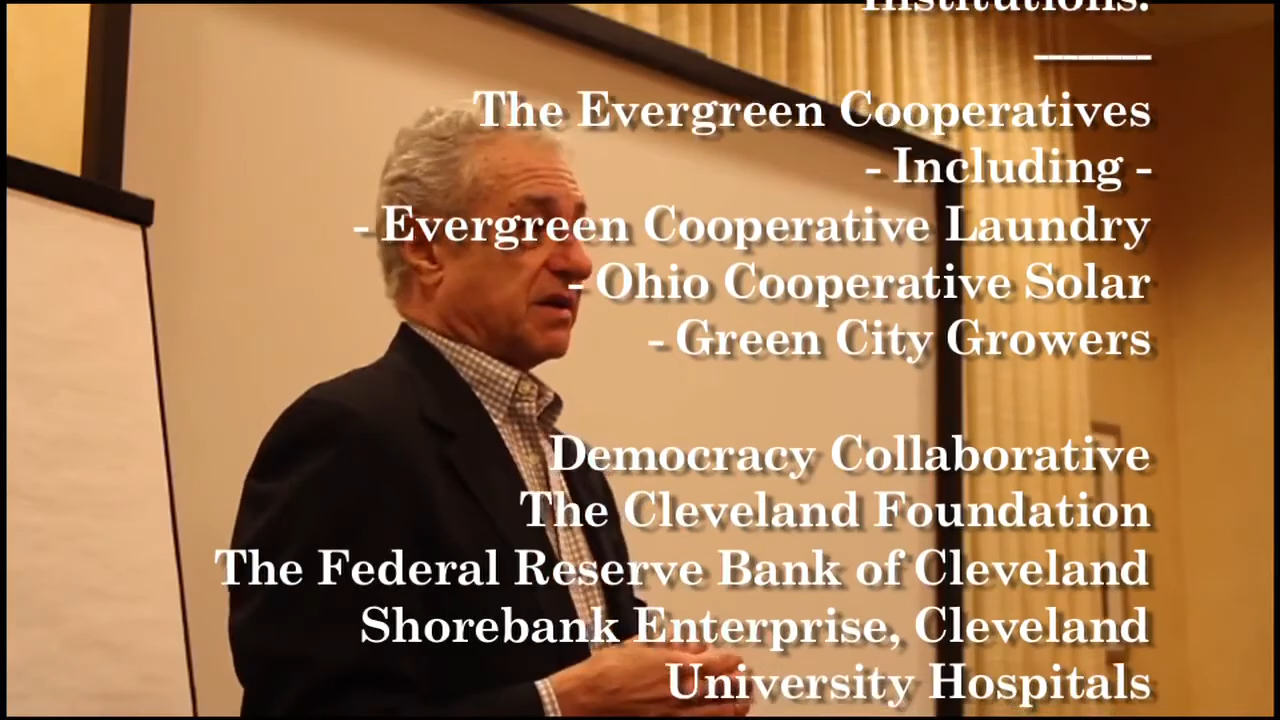 Institutions:
The Evergreen Cooperatives
- Including -
- Evergreen Cooperative Laundry
- Ohio Cooperative Solar
- Green City Growers
Democracy Collaborative
The Cleveland Foundation
The Federal Reserve Bank of Cleveland
Shorebank Enterprise, Cleveland
University Hospitals